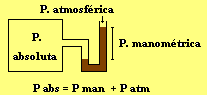 P. atmosférica
P.
absoluta
P. manométrica
P abs = P man + P atm